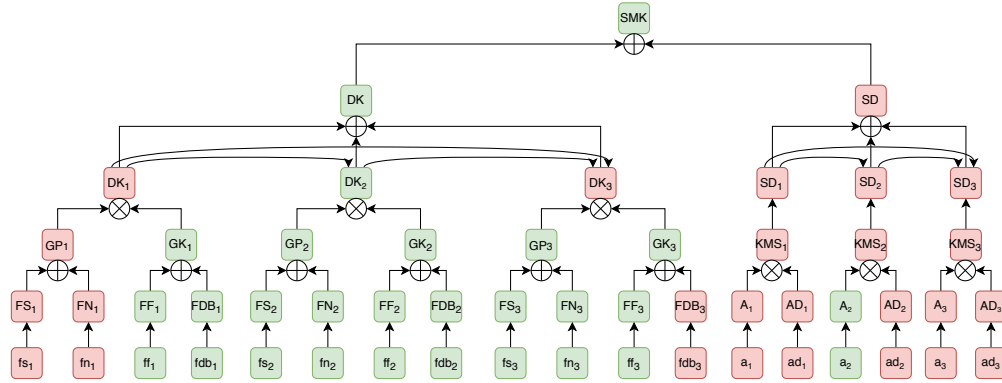 SMK
DK SD
DK₁ DK₂ DK₃ SD₁ SD₂ SD₃
GP₁ GK₁ GP₂ GK₂ GP₃ GK₃ KMS₁ KMS₂ KMS₃
FS₁ FN₁ FF₁ FDB₁ FS₂ FN₂ FF₂ FDB₂ FS₃ FN₃ FF₃ FDB₃ A₁ AD₁ A₂ AD₂ A₃ AD₃
fs₁ fn₁ ff₁ fdb₁ fs₂ fn₂ ff₂ fdb₂ fs₃ fn₃ ff₃ fdb₃ a₁ ad₁ a₂ ad₂ a₃ ad₃